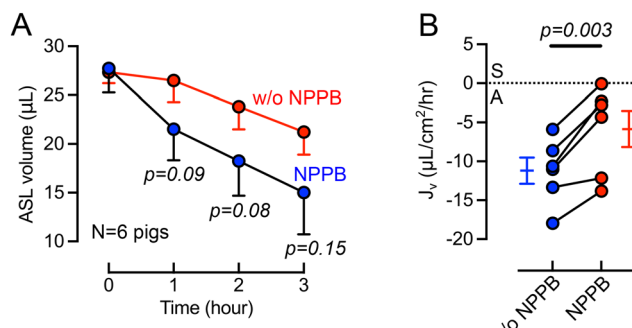 A
30
25
20
15
10
ASL volume (µL)
w/o NPPB
NPPB
p=0.09
p=0.08
p=0.15
N=6 pigs
0 1 2 3
Time (hour)
B
p=0.003
5
0
-5
-10
-15
-20
Jv (µL/cm²/hr)
S
A
/o NPPB
NPPB